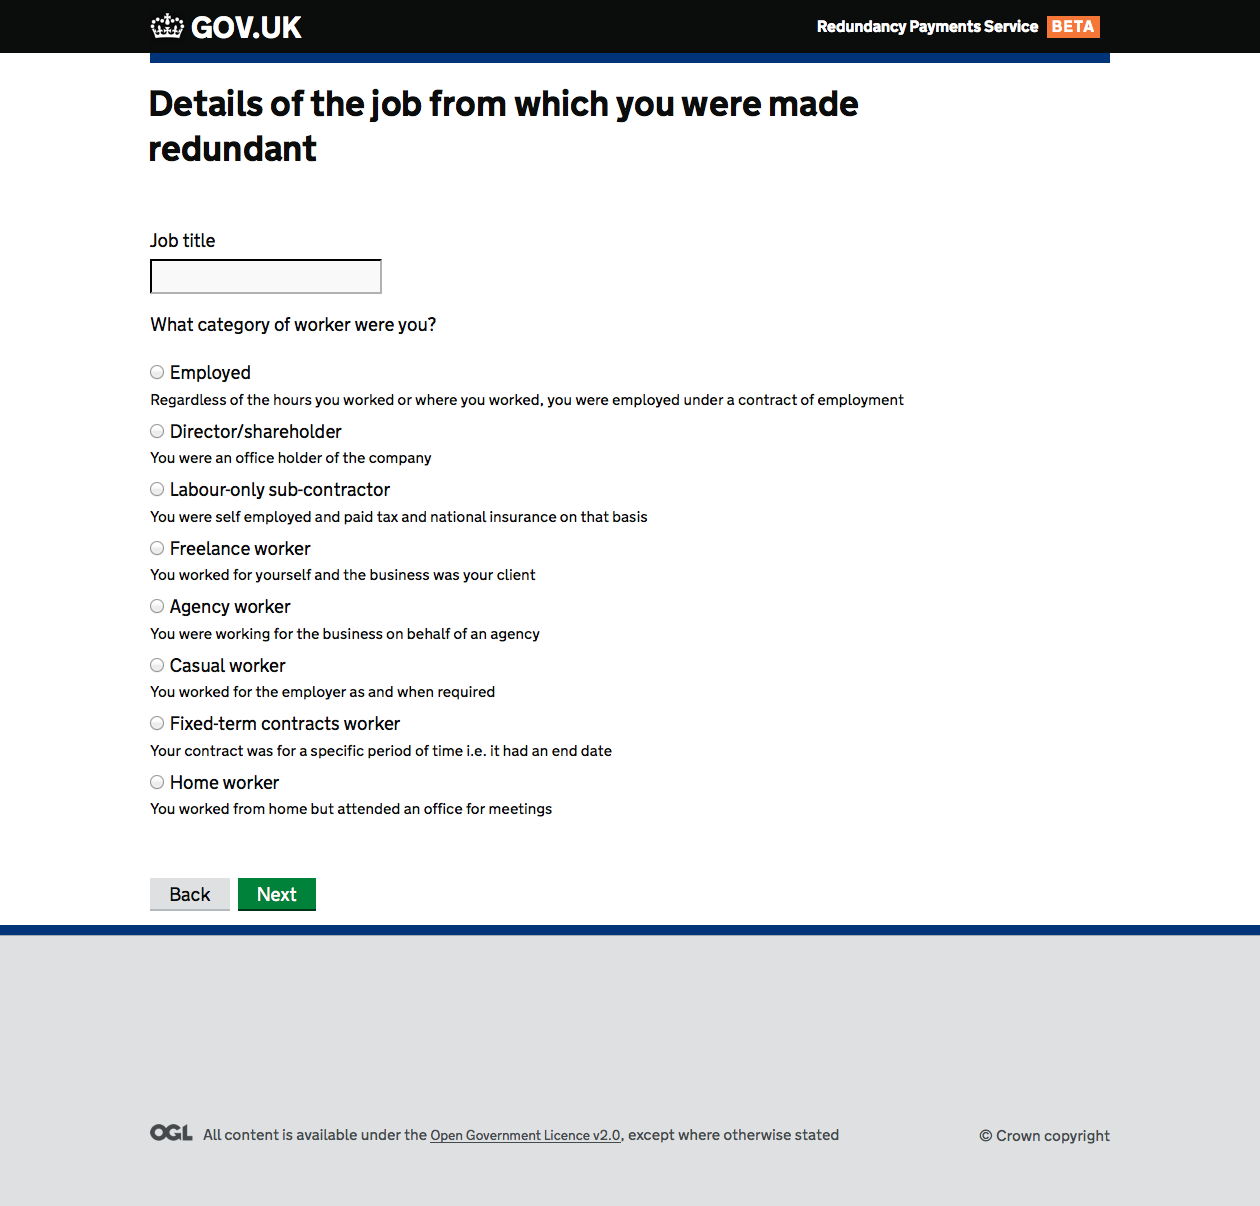 GOV.UK
Redundancy Payments Service BETA
Details of the job from which you were made
redundant
Job title
What category of worker were you?
Employed
Regardless of the hours you worked or where you worked, you were employed under a contract of employment
Director/shareholder
You were an office holder of the company
Labour-only sub-contractor
You were self employed and paid tax and national insurance on that basis
Freelance worker
You worked for yourself and the business was your client
Agency worker
You were working for the business on behalf of an agency
Casual worker
You worked for the employer as and when required
Fixed-term contracts worker
Your contract was for a specific period of time i.e. it had an end date
Home worker
You worked from home but attended an office for meetings
Back Next
OGL All content is available under the Open Government Licence v2.0, except where otherwise stated
© Crown copyright